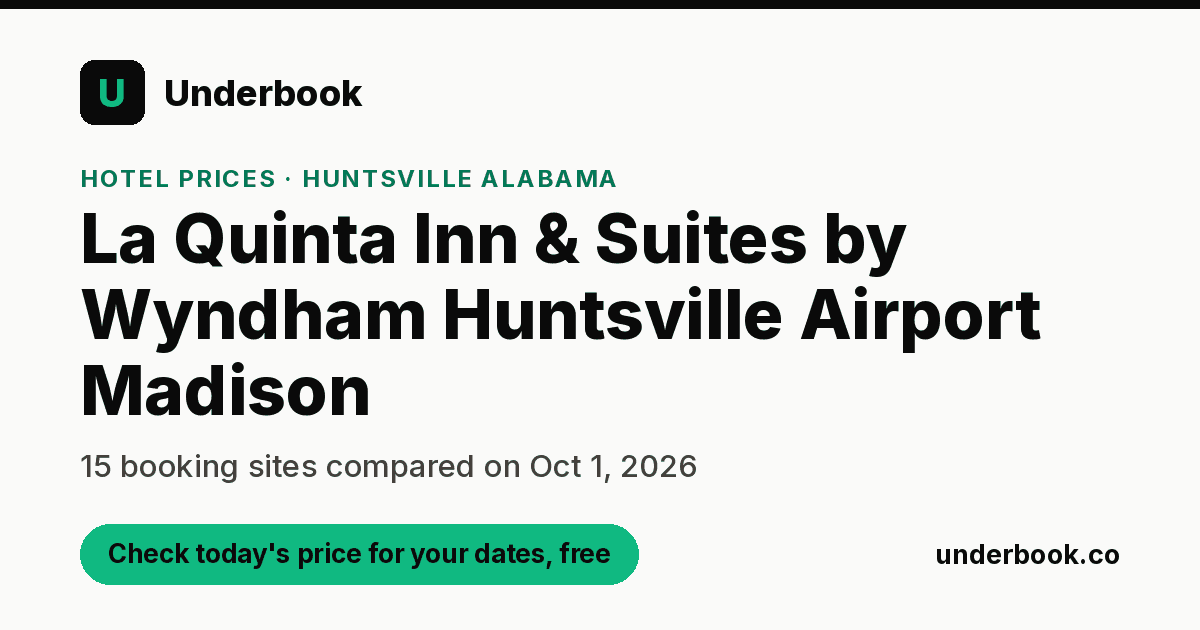 U Underbook
HOTEL PRICES · HUNTSVILLE ALABAMA
La Quinta Inn & Suites by
Wyndham Huntsville Airport
Madison
15 booking sites compared on Oct 1, 2026
Check today's price for your dates, free
underbook.co